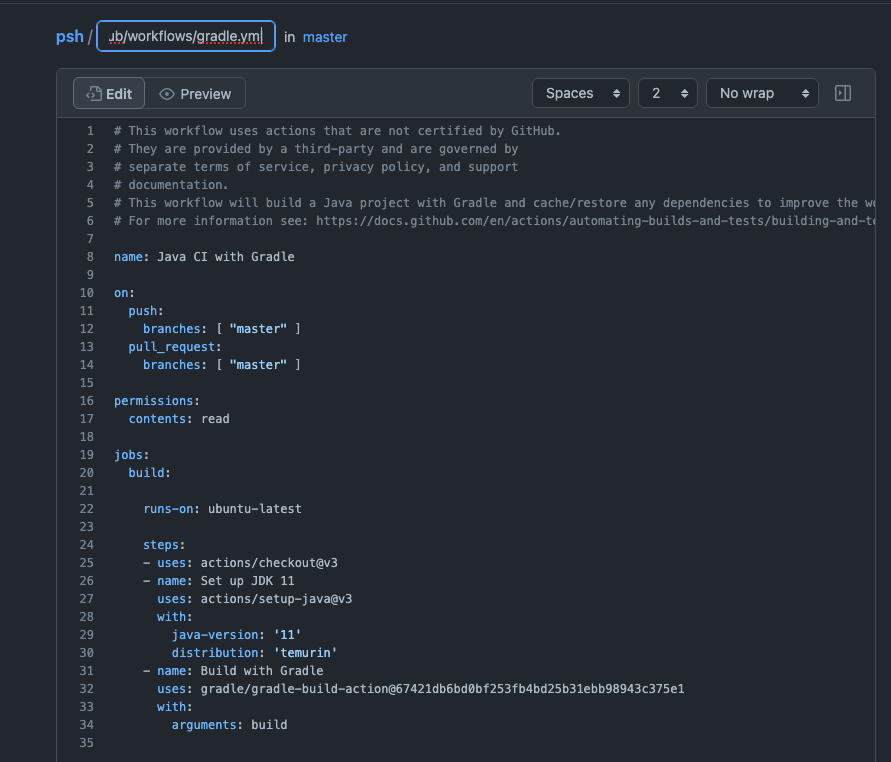 psh / ub/workflows/gradle.yml in master
Edit Preview Spaces 2 No wrap
1 # This workflow uses actions that are not certified by GitHub.
2 # They are provided by a third-party and are governed by
3 # separate terms of service, privacy policy, and support
4 # documentation.
5 # This workflow will build a Java project with Gradle and cache/restore any dependencies to improve the wo
6 # For more information see: https://docs.github.com/en/actions/automating-builds-and-tests/building-and-te
7
8 name: Java CI with Gradle
9
10 on:
11   push:
12     branches: [ "master" ]
13   pull_request:
14     branches: [ "master" ]
15
16 permissions:
17   contents: read
18
19 jobs:
20   build:
21
22     runs-on: ubuntu-latest
23
24     steps:
25     - uses: actions/checkout@v3
26     - name: Set up JDK 11
27       uses: actions/setup-java@v3
28       with:
29         java-version: '11'
30         distribution: 'temurin'
31     - name: Build with Gradle
32       uses: gradle/gradle-build-action@67421db6bd0bf253fb4bd25b31ebb98943c375e1
33       with:
34         arguments: build
35